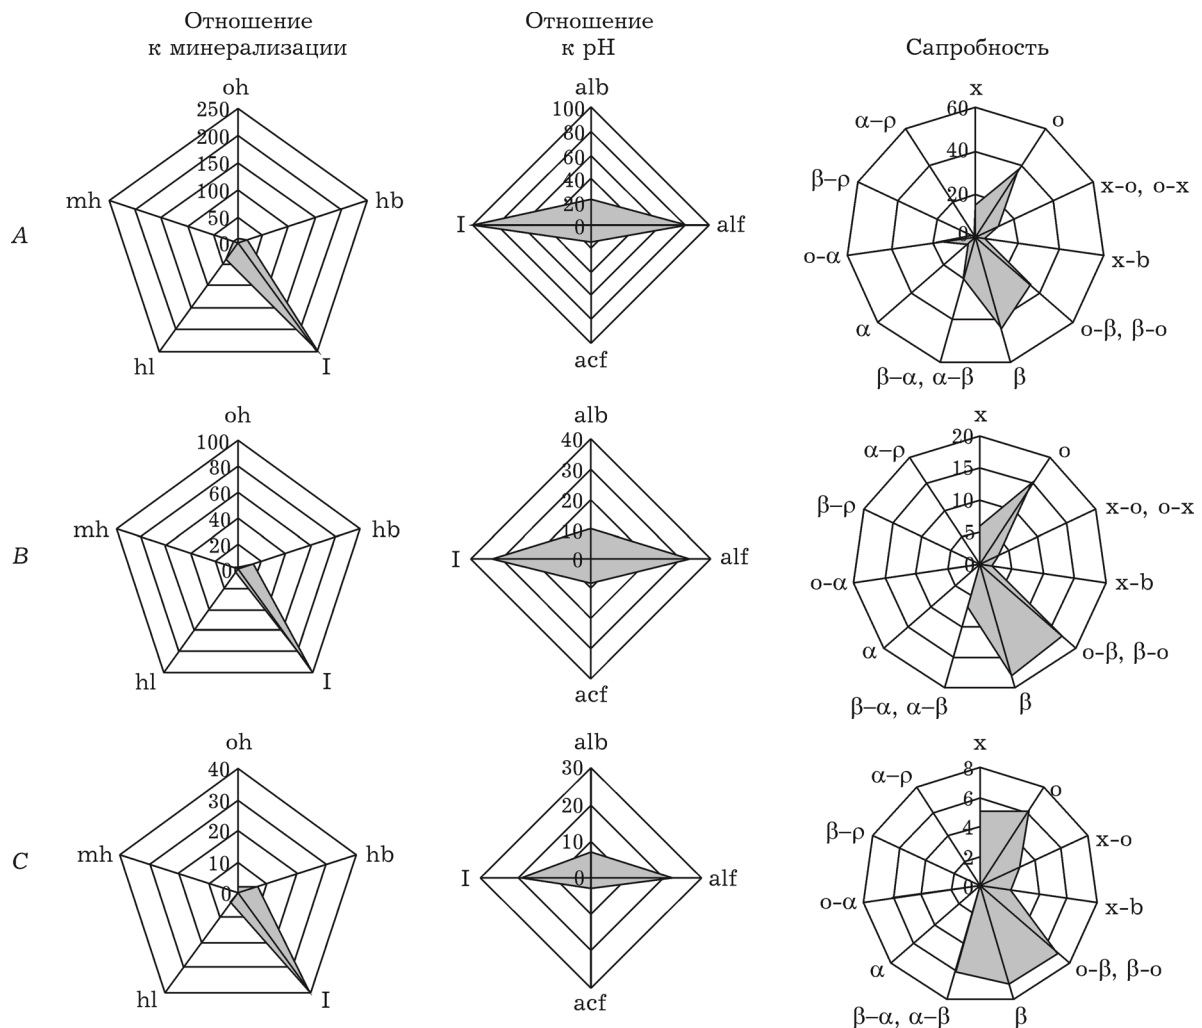 Отношение
к минерализации
Отношение
к pH
Сапробность
A
oh
250
200
150
100
50
0
mh
hb
hl
I
alb
100
80
60
40
20
0
I
alf
acf
x
60
40
20
0
α–ρ
o
β–ρ
x-o, o-x
o-α
x-b
α
o-β, β-o
β–α, α–β
β
B
oh
100
80
60
40
20
0
mh
hb
hl
I
alb
40
30
20
10
0
I
alf
acf
x
20
15
10
5
0
α–ρ
o
β–ρ
x-o, o-x
o-α
x-b
α
o-β, β-o
β–α, α–β
β
C
oh
40
30
20
10
0
mh
hb
hl
I
alb
30
20
10
0
I
alf
acf
x
8
6
4
2
0
α–ρ
o
β–ρ
x-o
o-α
x-b
α
o-β, β-o
β–α, α–β
β